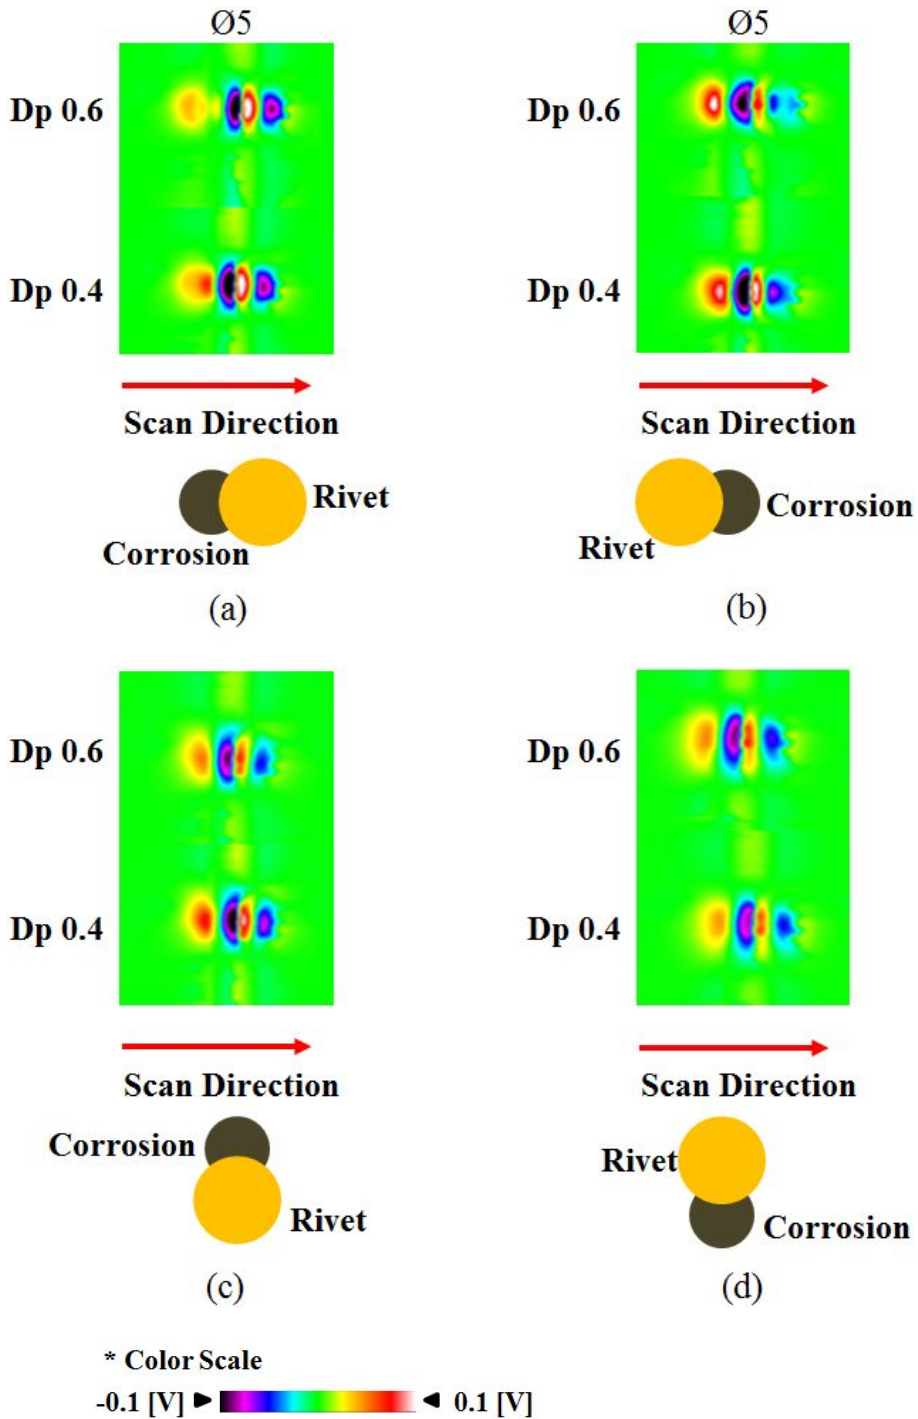 Ø5
Ø5
Dp 0.6
Dp 0.6
Dp 0.4
Dp 0.4
Scan Direction
Scan Direction
Rivet
Corrosion
Corrosion
Rivet
(a)
(b)
Dp 0.6
Dp 0.6
Dp 0.4
Dp 0.4
Scan Direction
Scan Direction
Corrosion
Rivet
Rivet
Corrosion
(c)
(d)
* Color Scale
-0.1 [V] 0.1 [V]